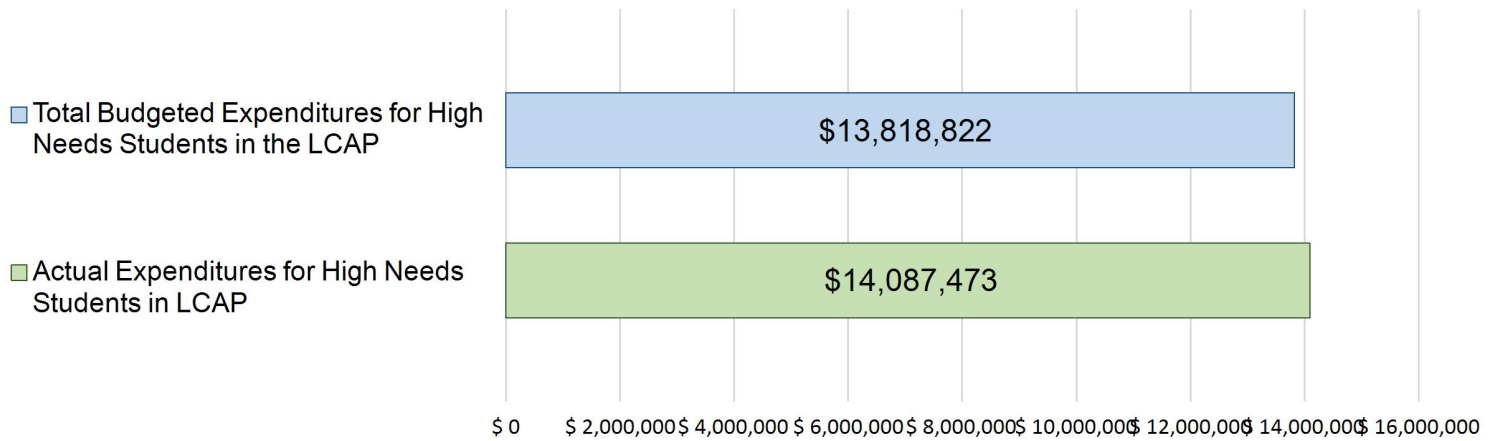 Total Budgeted Expenditures for High
Needs Students in the LCAP
$13,818,822
Actual Expenditures for High Needs
Students in LCAP
$14,087,473
$ 0 $ 2,000,000 $ 4,000,000 $ 6,000,000 $ 8,000,000 $ 10,000,000 $ 12,000,000 $ 14,000,000 $ 16,000,000